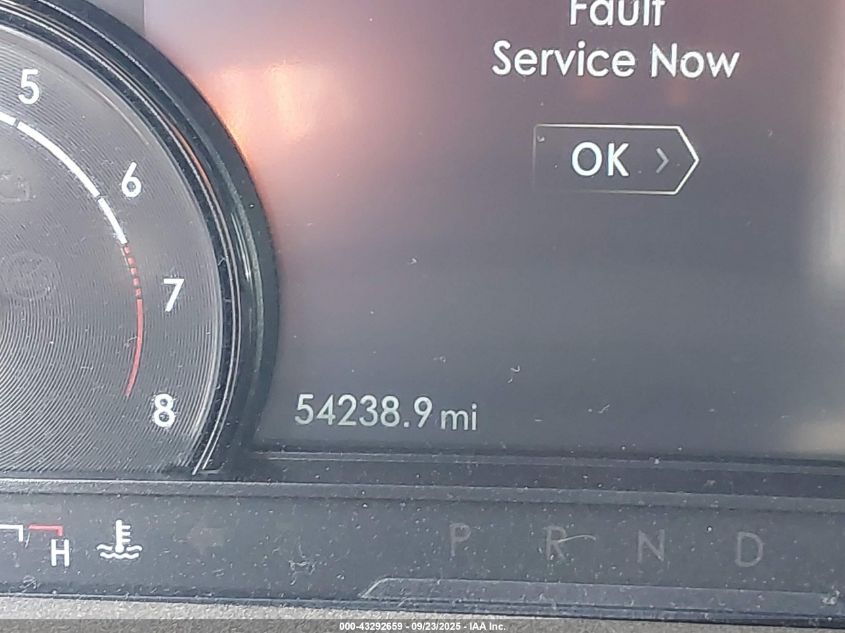 Fault
Service Now
OK
5
6
7
8
54238.9 mi
H
P R N D
000-43292659 - 09/23/2025 - IAA Inc.